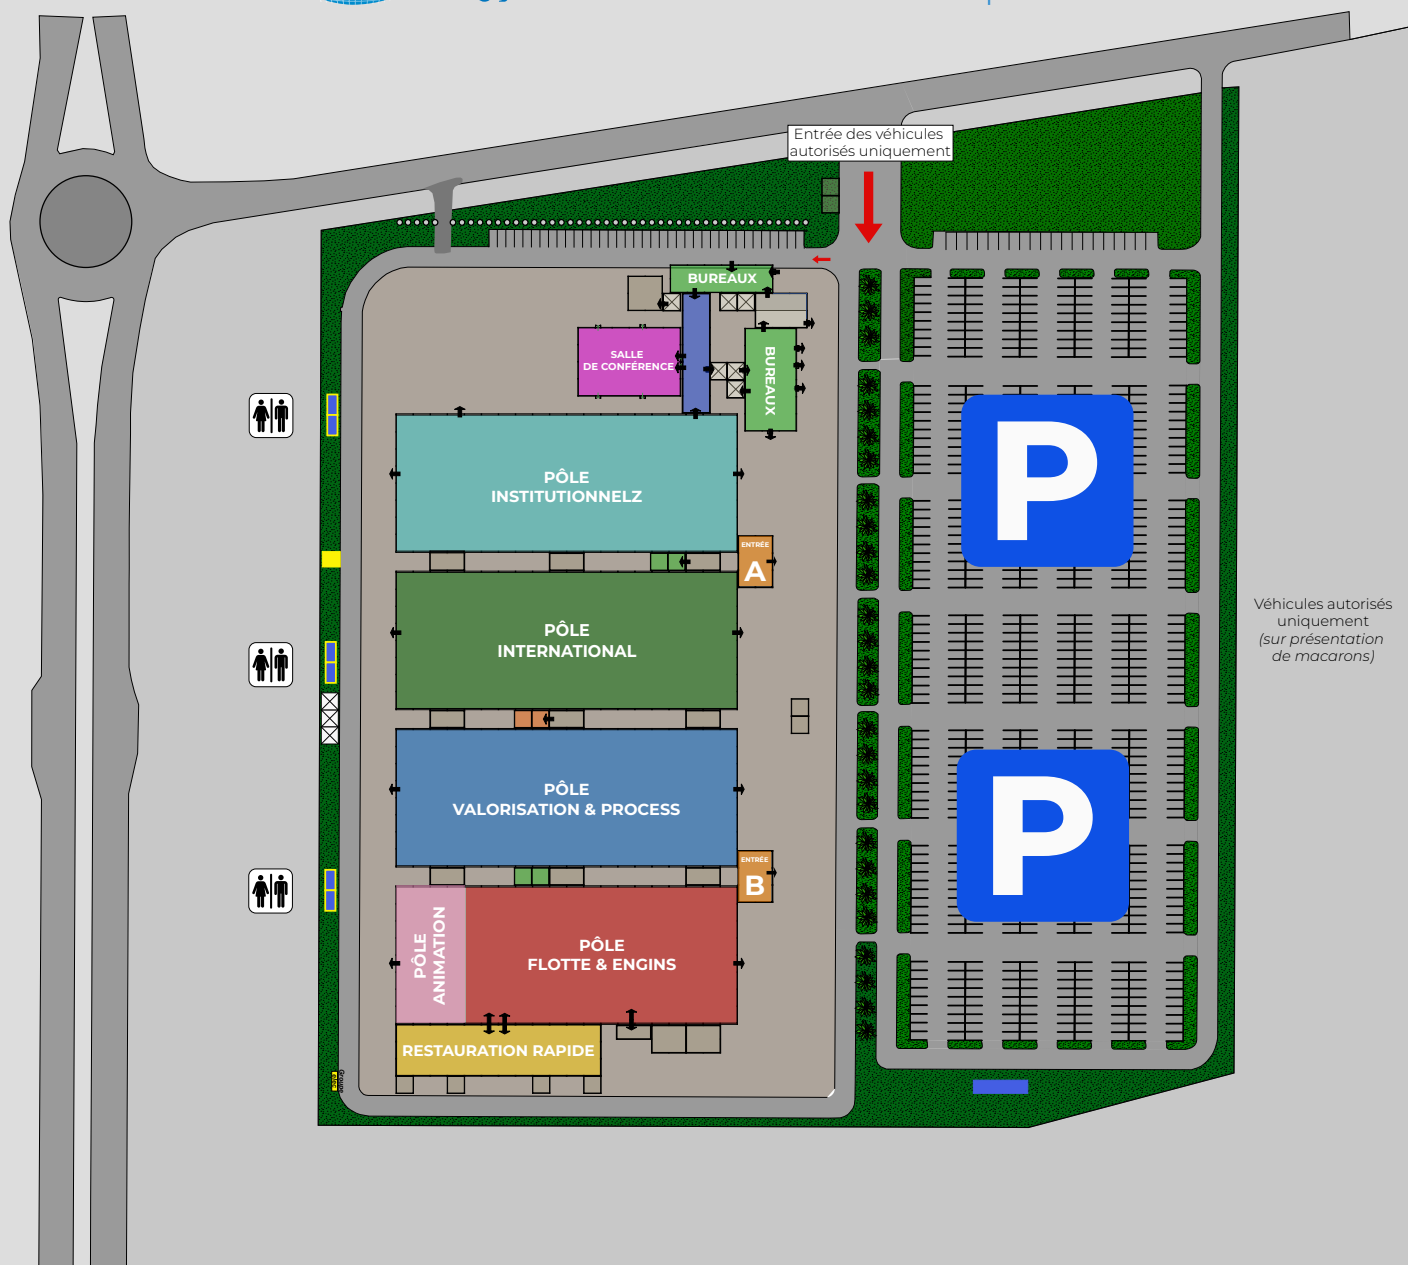 Entrée des véhicules
autorisés uniquement
BUREAUX
SALLE
DE CONFÉRENCE
BUREAUX
PÔLE
INSTITUTIONNELZ
ENTRÉE
A
PÔLE
INTERNATIONAL
PÔLE
VALORISATION & PROCESS
ENTRÉE
B
PÔLE
ANIMATION
PÔLE
FLOTTE & ENGINS
RESTAURATION RAPIDE
P
P
Véhicules autorisés
uniquement
(sur présentation
de macarons)